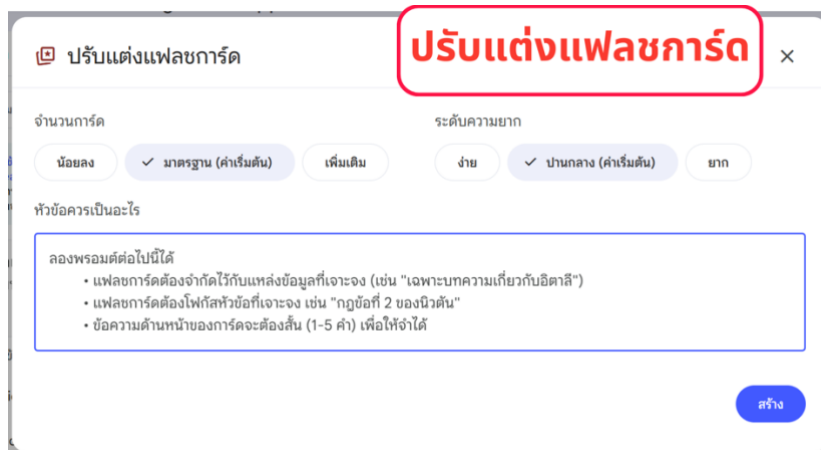 ปรับแต่งแฟลชการ์ด
ปรับแต่งแฟลชการ์ด
จำนวนการ์ด
ระดับความยาก
น้อยลง
มาตรฐาน (ค่าเริ่มต้น)
เพิ่มเติม
ง่าย
ปานกลาง (ค่าเริ่มต้น)
ยาก
หัวข้อควรเป็นอะไร
ลองพรอมต์ต่อไปนี้ได้
• แฟลชการ์ดต้องจำกัดไว้กับแหล่งข้อมูลที่เจาะจง (เช่น "เฉพาะบทความเกี่ยวกับอิตาลี")
• แฟลชการ์ดต้องโฟกัสหัวข้อที่เจาะจง เช่น "กฎข้อที่ 2 ของนิวตัน"
• ข้อความด้านหน้าของการ์ดจะต้องสั้น (1-5 คำ) เพื่อให้จำได้
สร้าง